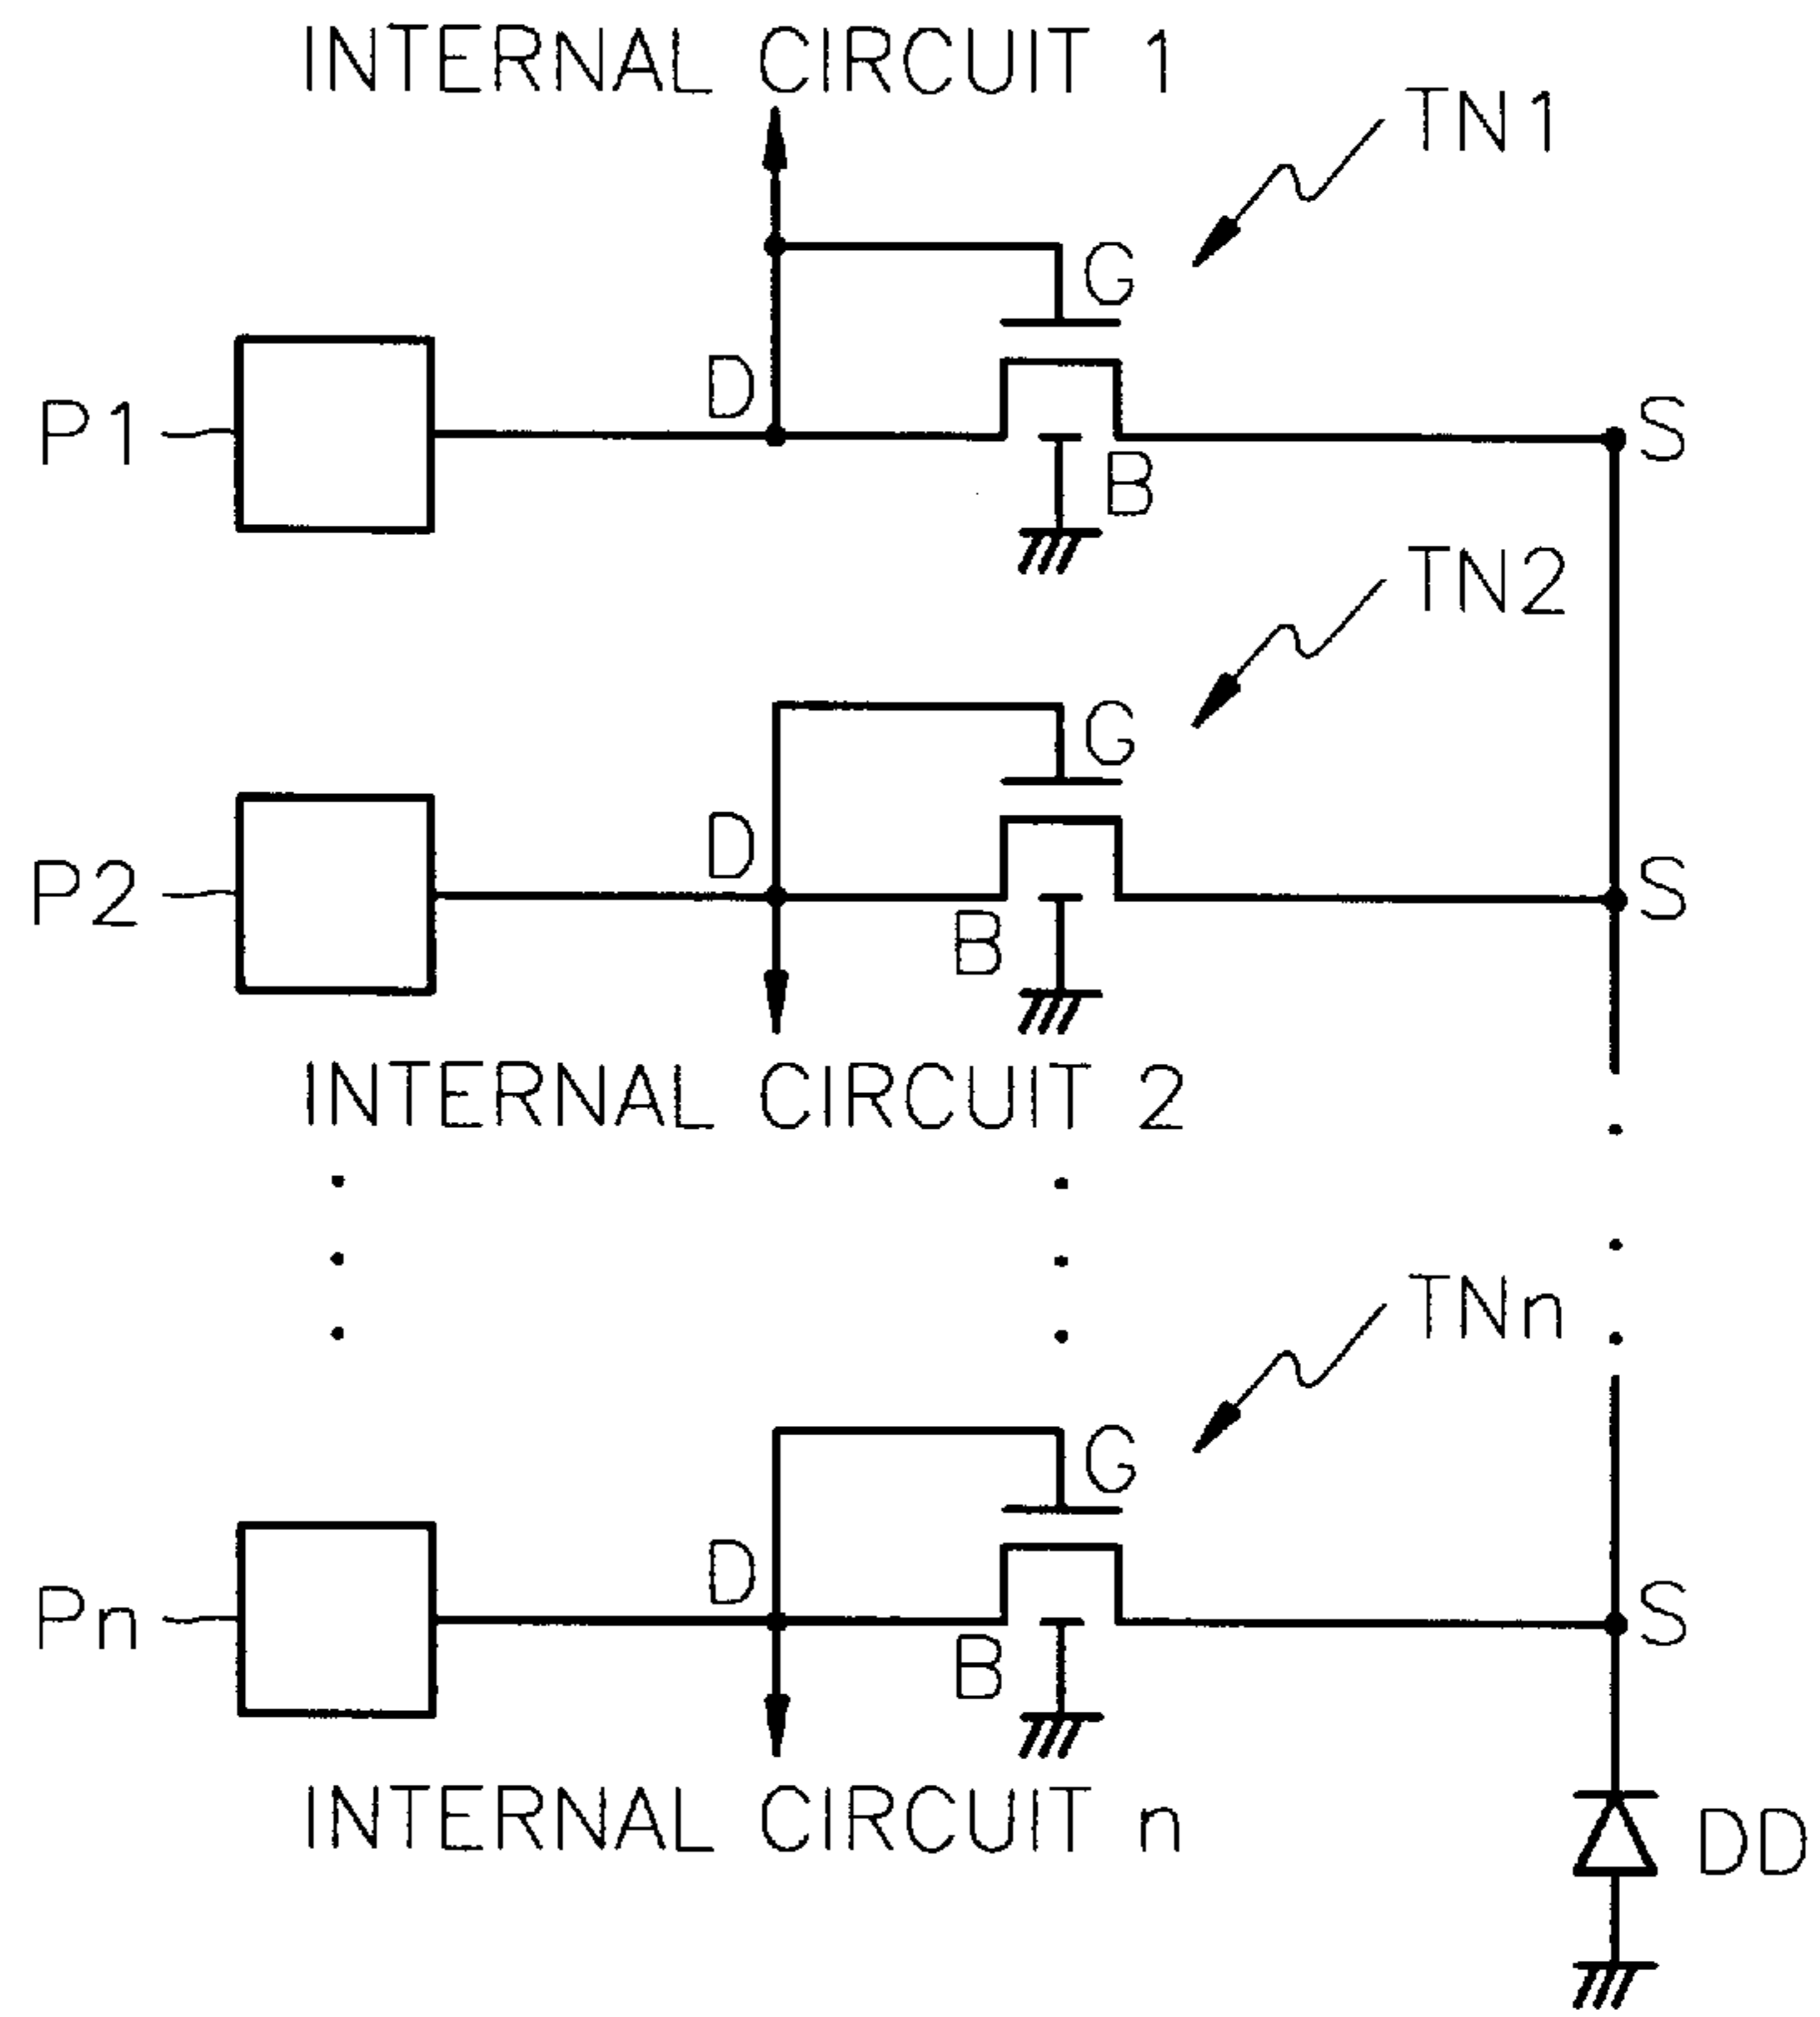 INTERNAL CIRCUIT 1
TN1
G
D
P1
S
B
TN2
G
D
P2
S
B
INTERNAL CIRCUIT 2
TNn
G
D
Pn
S
B
INTERNAL CIRCUIT n
DD